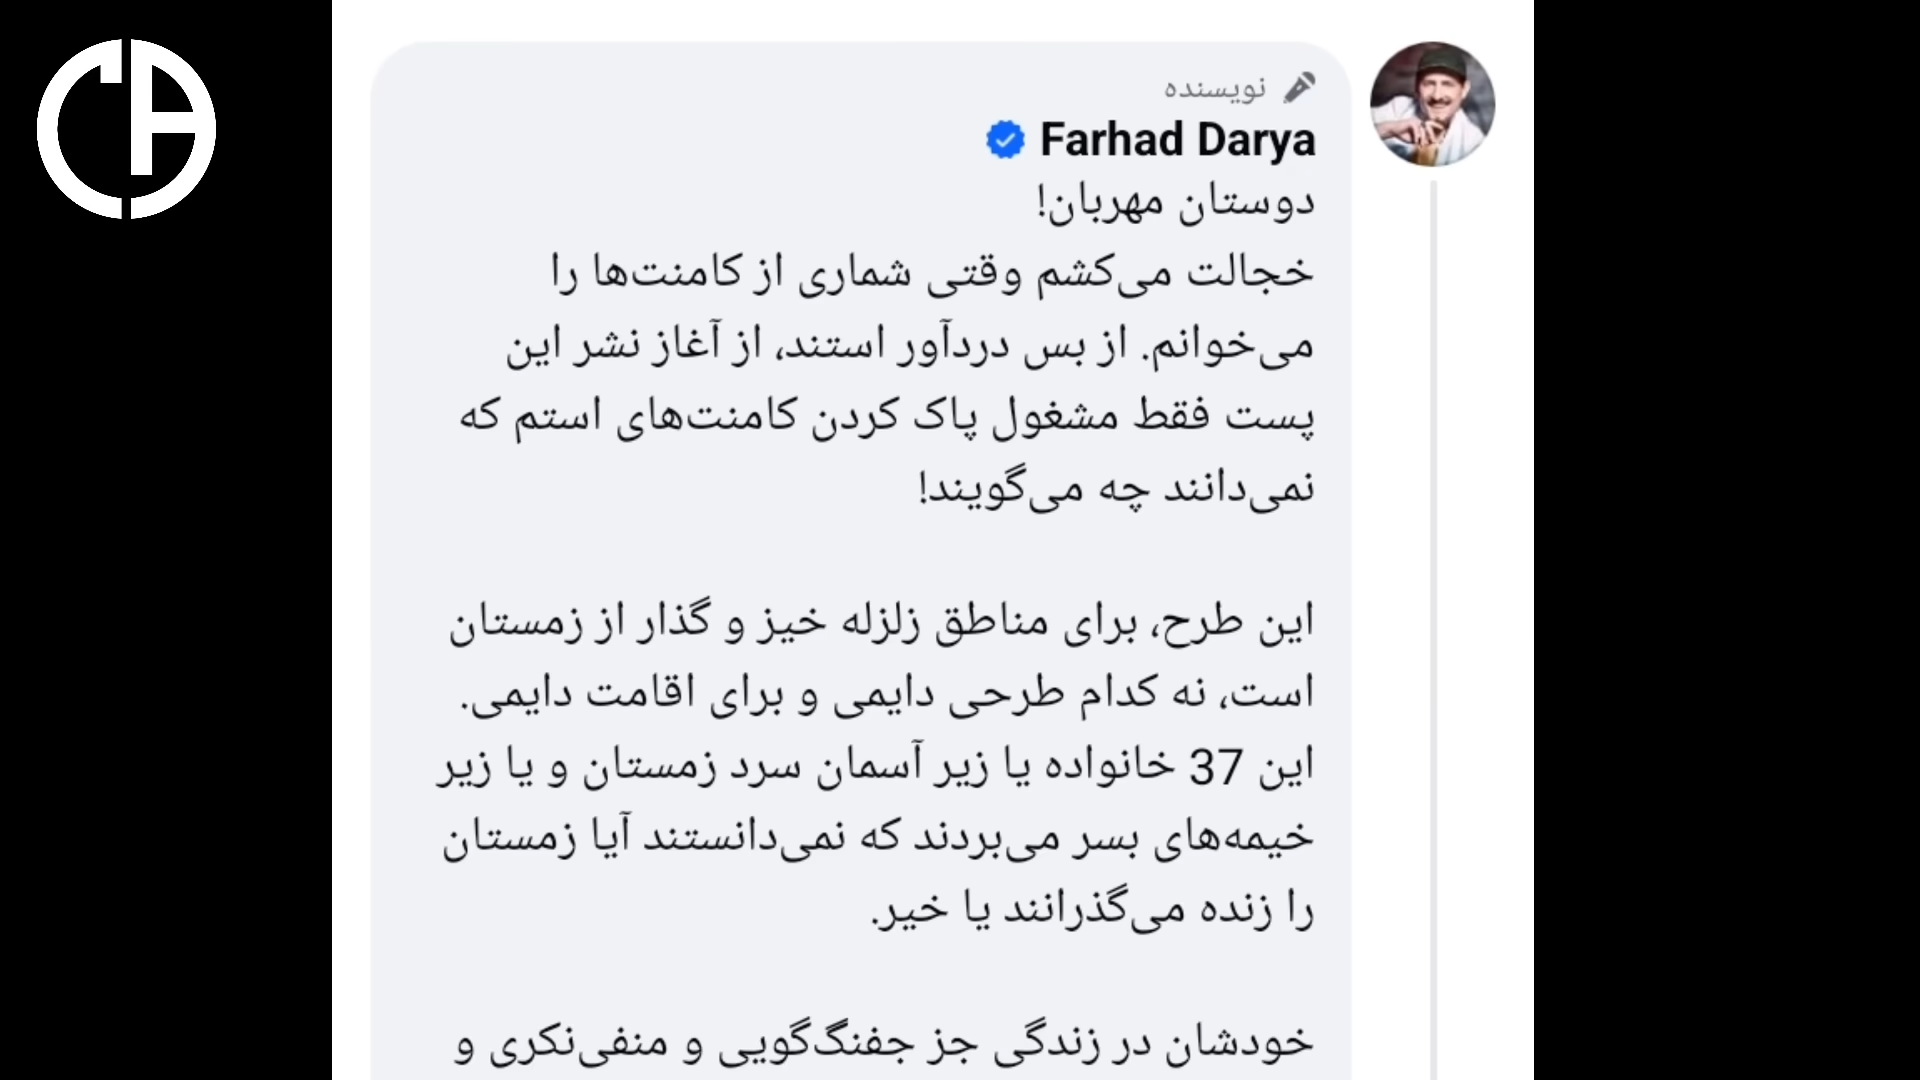 نویسنده
Farhad Darya
دوستان مهربان!
خجالت می‌کشم وقتی شماری از کامنت‌ها را
می‌خوانم. از بس دردآور استند، از آغاز نشر این
پست فقط مشغول پاک کردن کامنت‌های استم که
نمی‌دانند چه می‌گویند!
این طرح، برای مناطق زلزله خیز و گذار از زمستان
است، نه کدام طرحی دایمی و برای اقامت دایمی.
این 37 خانواده یا زیر آسمان سرد زمستان و یا زیر
خیمه‌های بسر می‌بردند که نمی‌دانستند آیا زمستان
را زنده می‌گذرانند یا خیر.
خودشان در زندگی جز جفنگ‌گویی و منفی‌نکری و